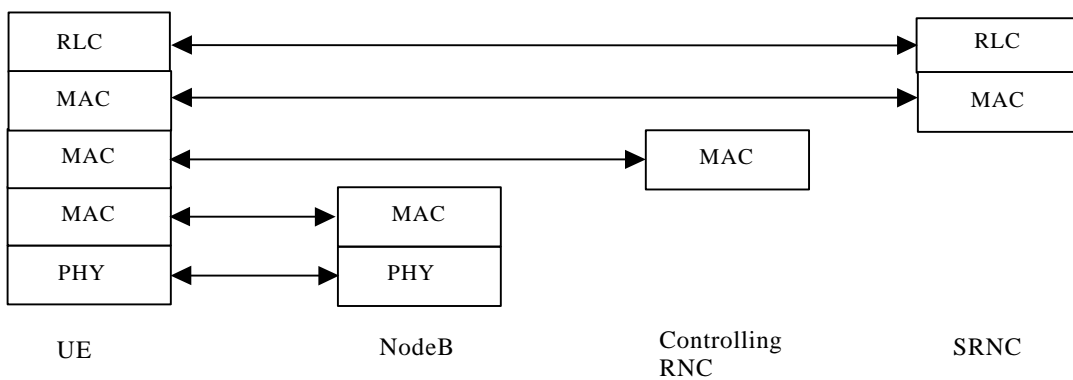 RLC RLC
MAC MAC
MAC MAC
MAC MAC
PHY PHY
UE NodeB Controlling RNC SRNC